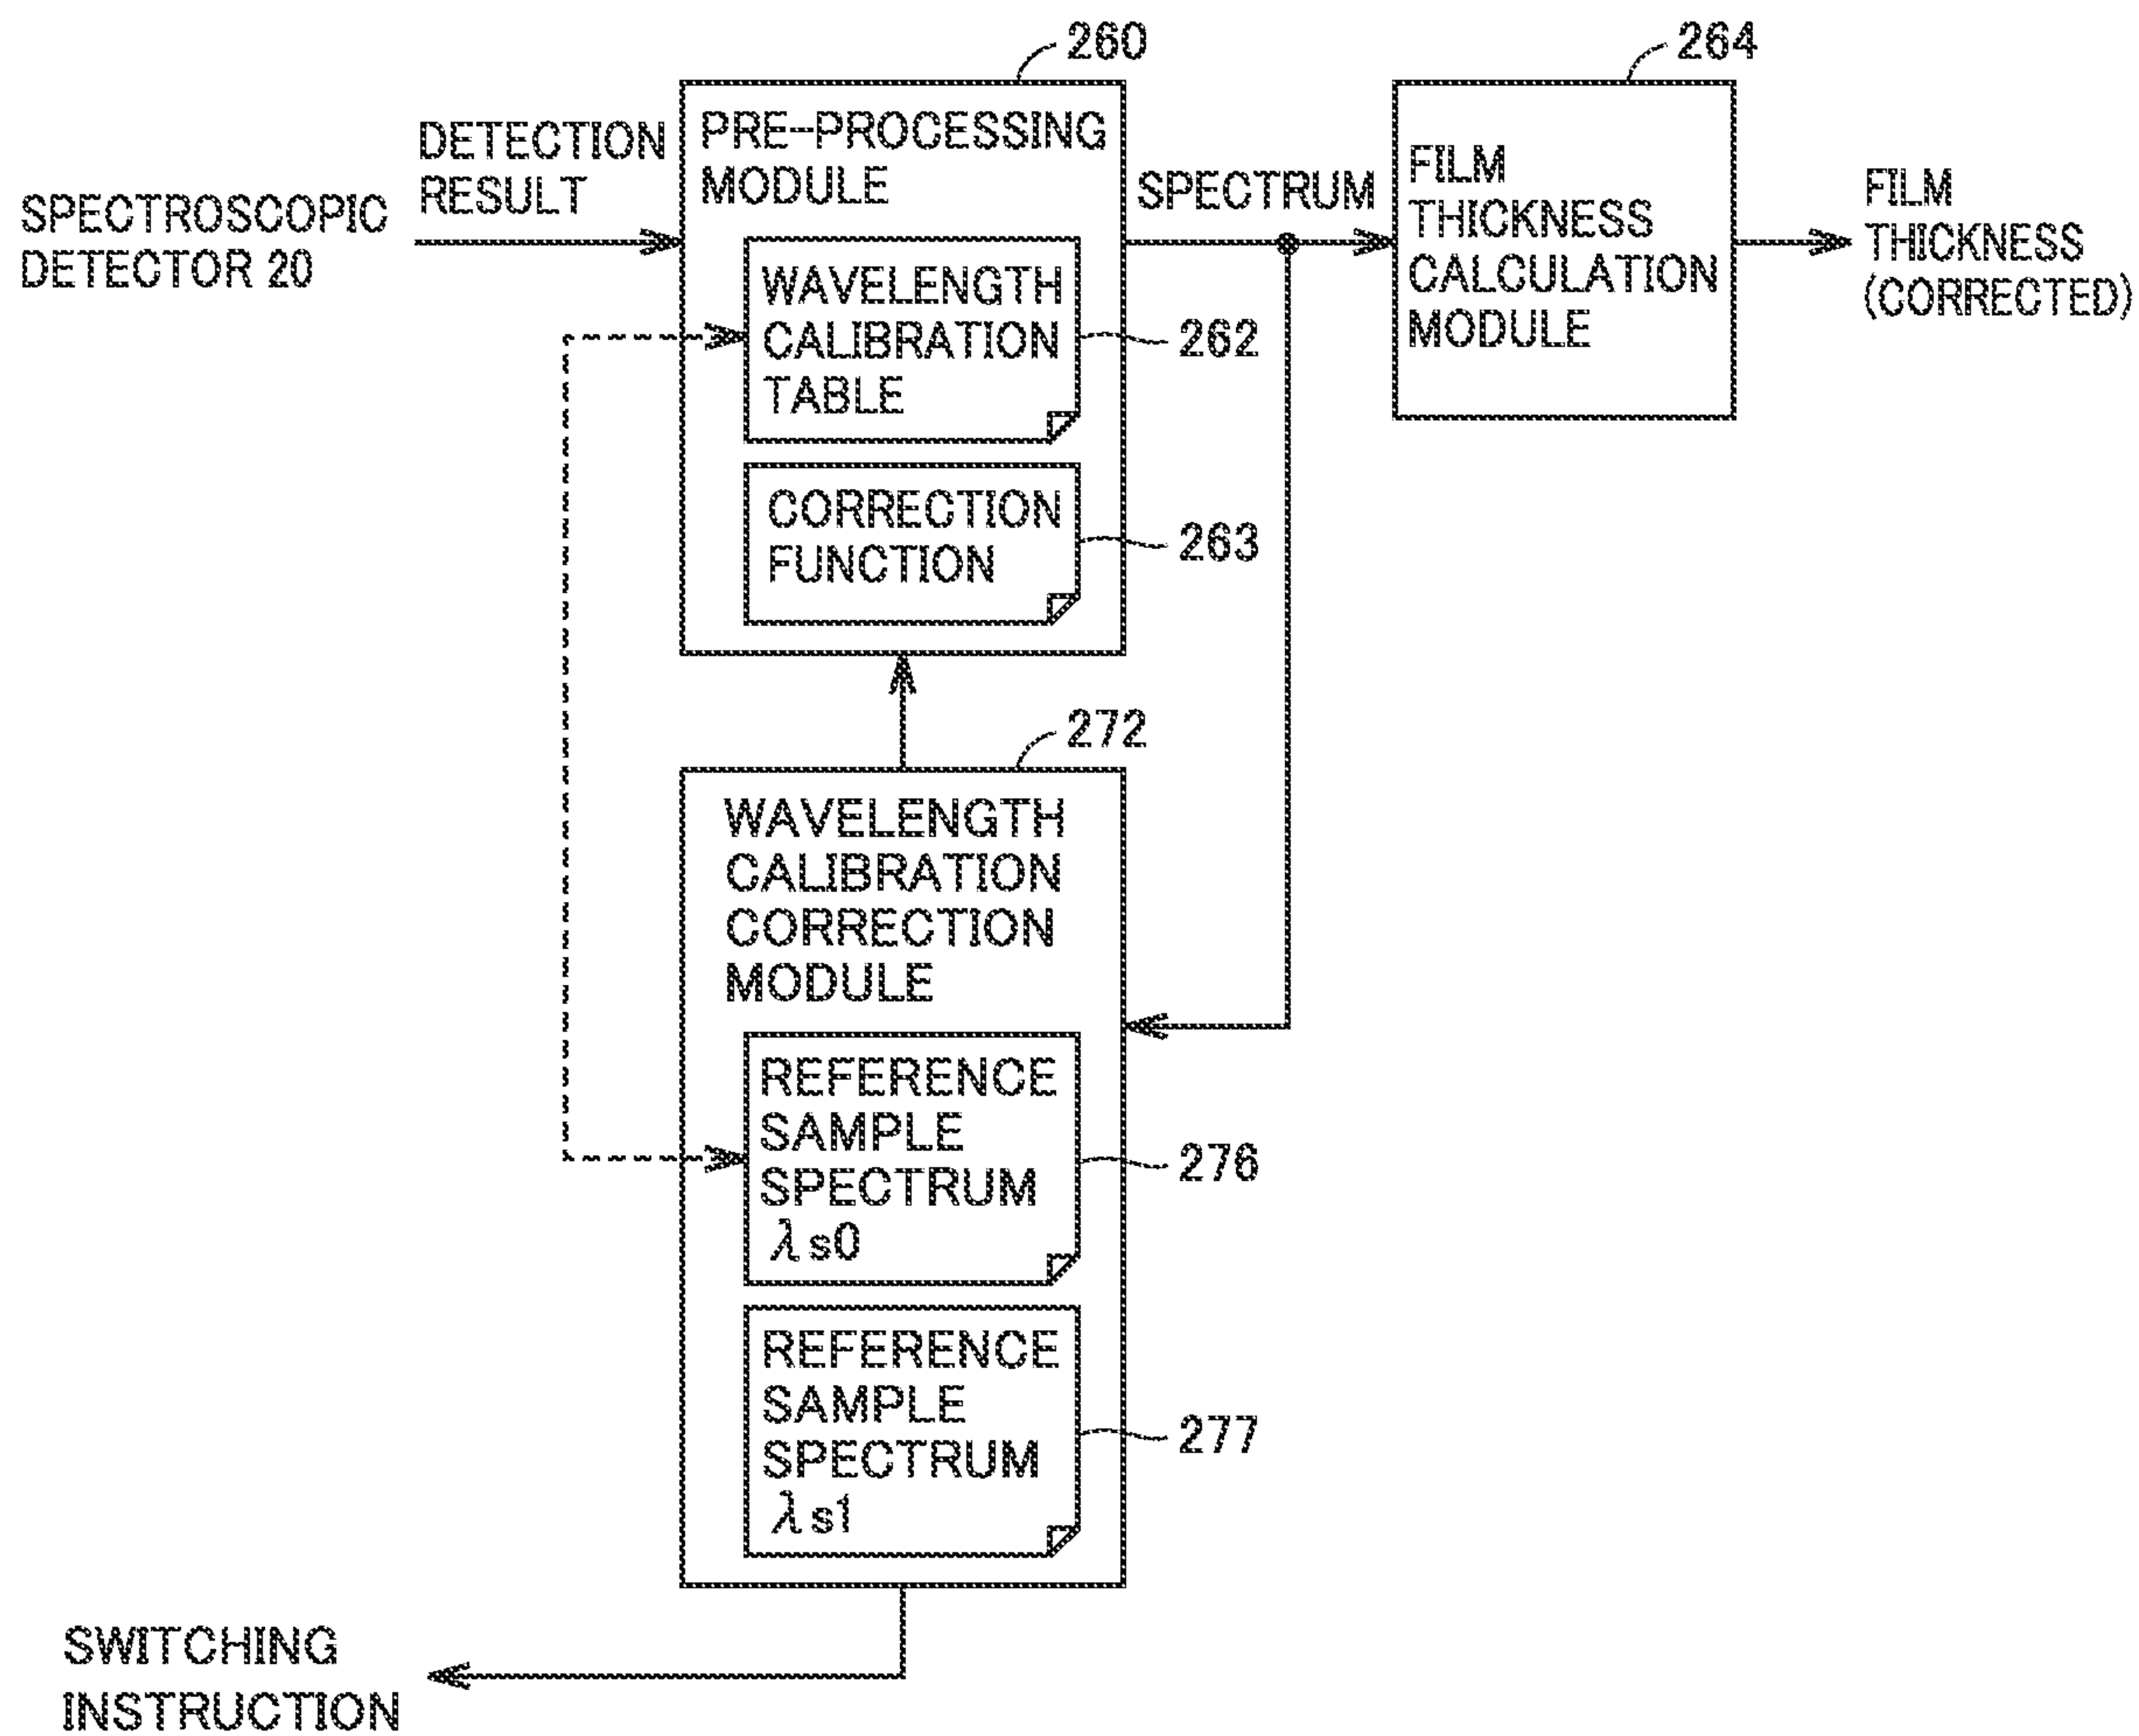 260
264
DETECTION
RESULT
SPECTROSCOPIC
DETECTOR 20
PRE-PROCESSING
MODULE
WAVELENGTH
CALIBRATION
TABLE
262
CORRECTION
FUNCTION
263
SPECTRUM
FILM
THICKNESS
CALCULATION
MODULE
FILM
THICKNESS
(CORRECTED)
272
WAVELENGTH
CALIBRATION
CORRECTION
MODULE
REFERENCE
SAMPLE
SPECTRUM
λs0
276
REFERENCE
SAMPLE
SPECTRUM
λs1
277
SWITCHING
INSTRUCTION